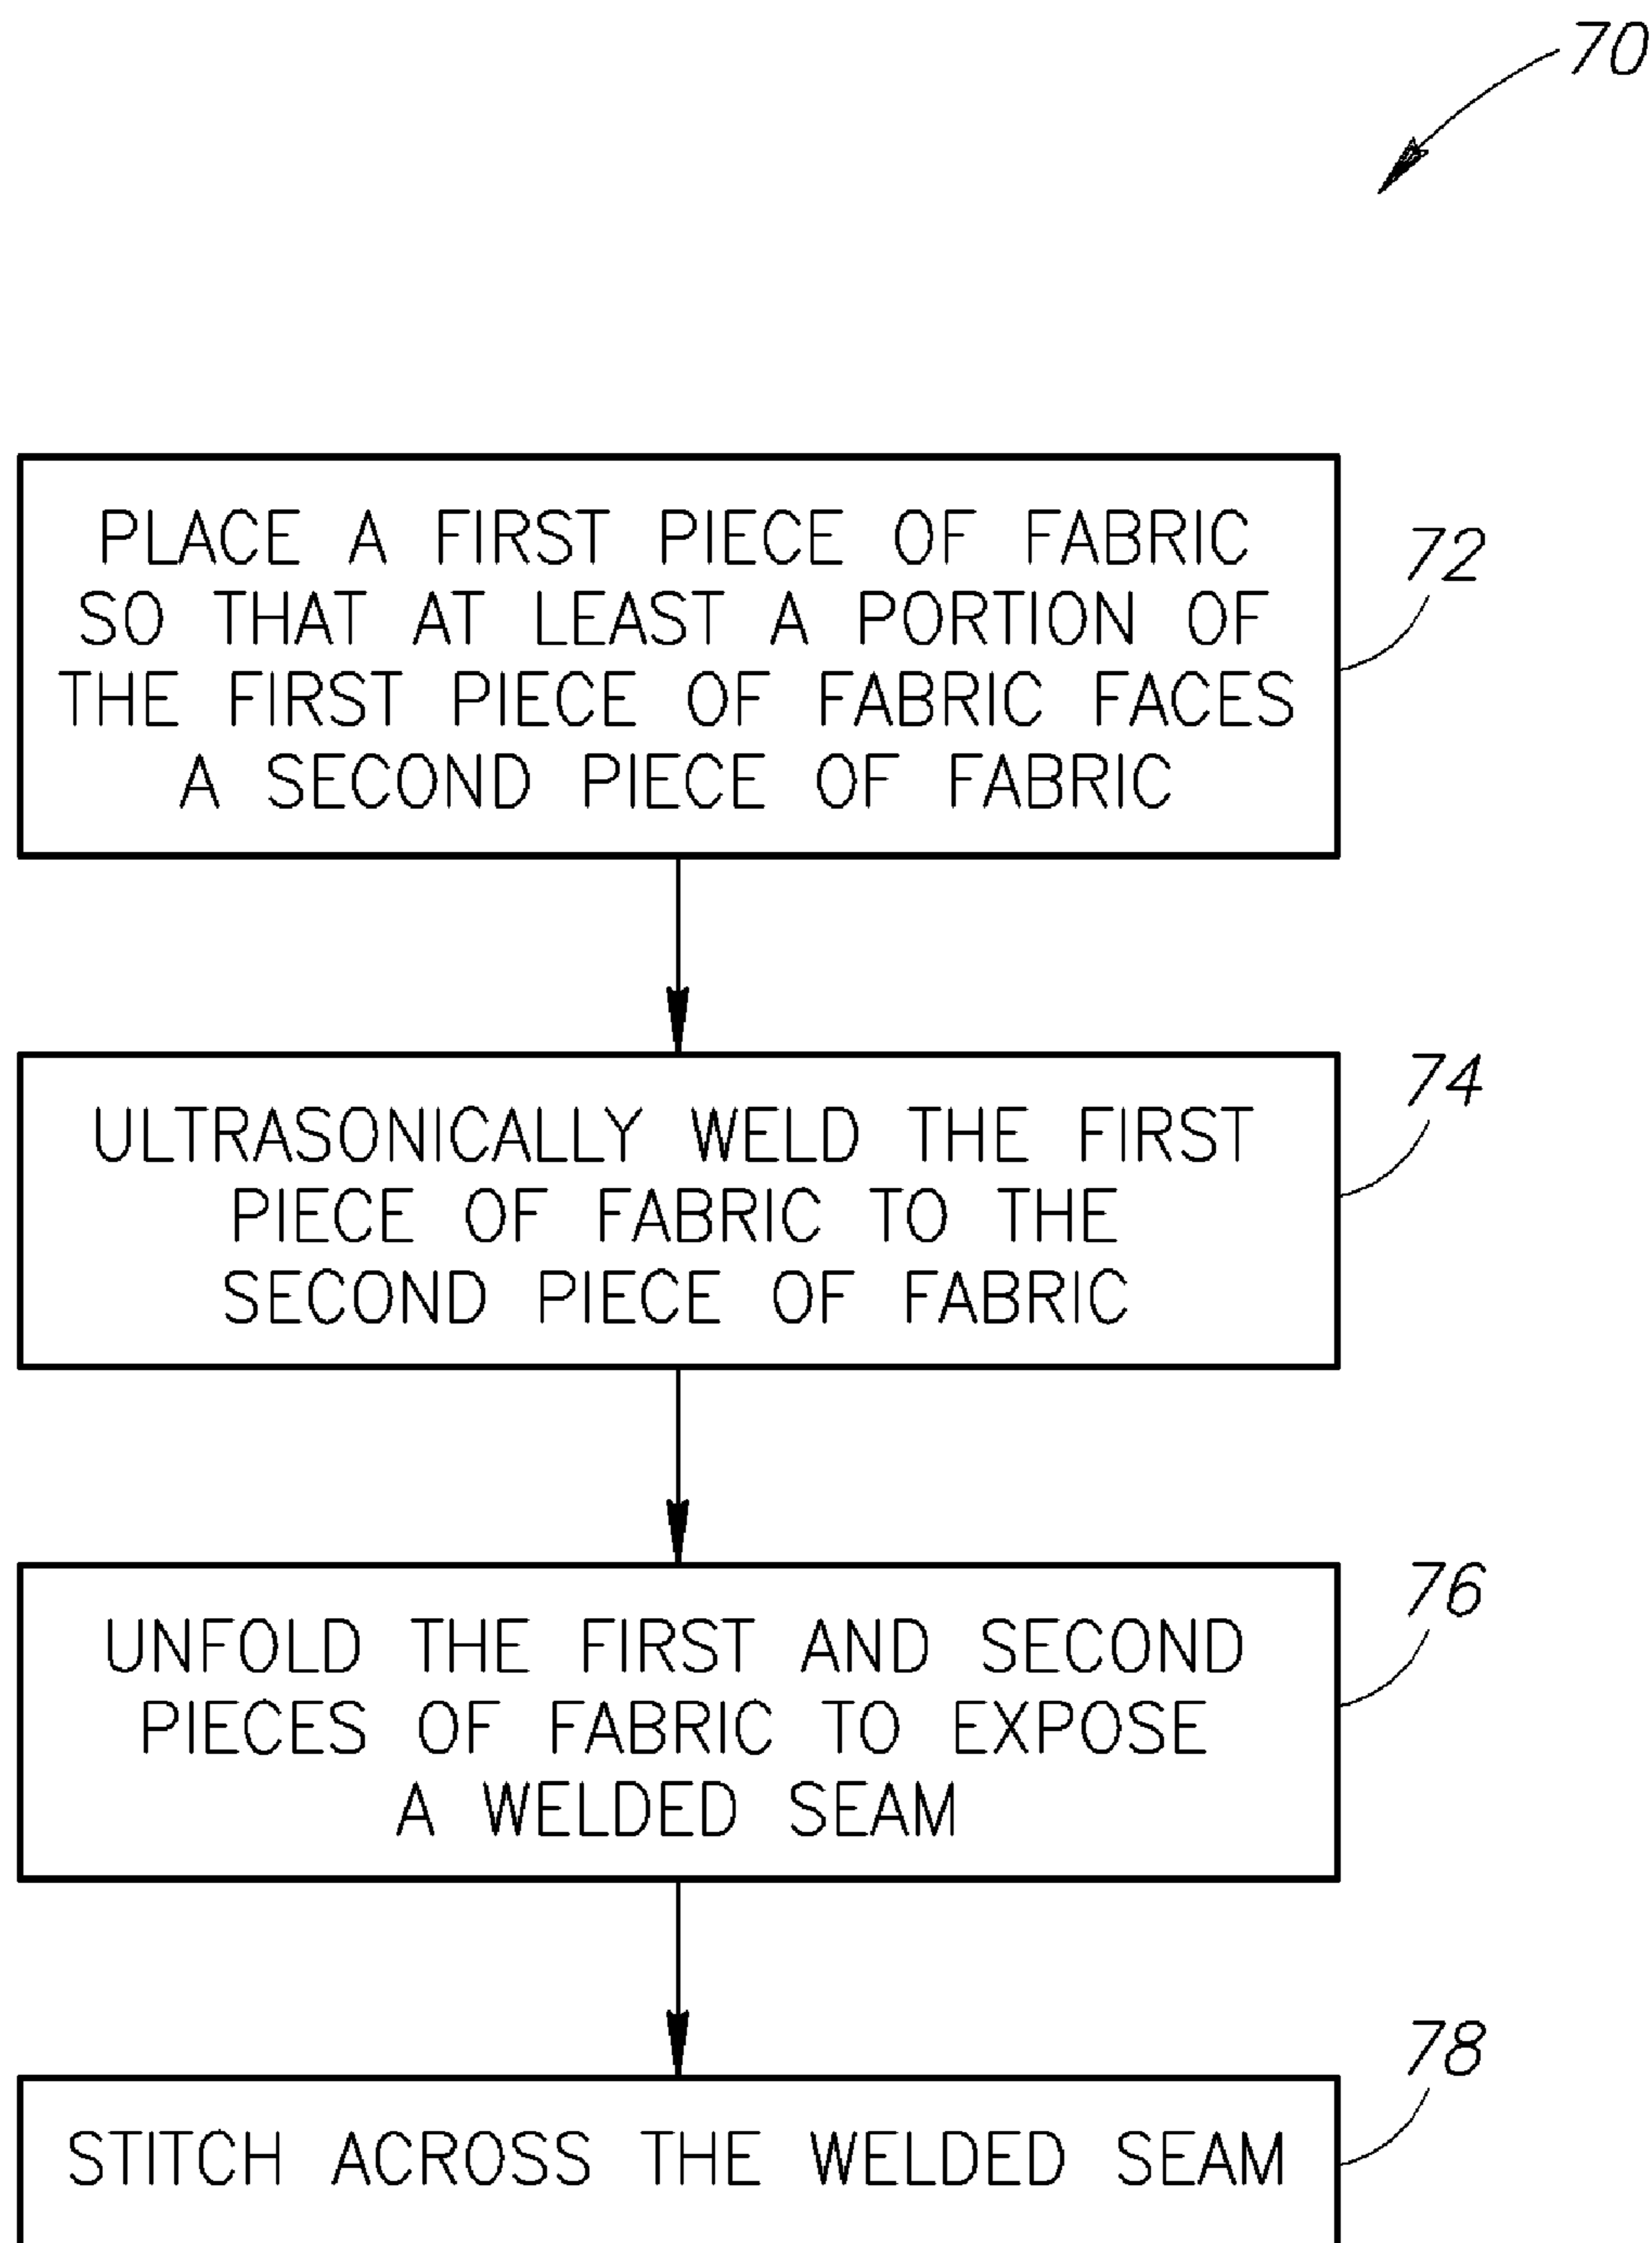 70
PLACE A FIRST PIECE OF FABRIC
SO THAT AT LEAST A PORTION OF
THE FIRST PIECE OF FABRIC FACES
A SECOND PIECE OF FABRIC
72
ULTRASONICALLY WELD THE FIRST
PIECE OF FABRIC TO THE
SECOND PIECE OF FABRIC
74
UNFOLD THE FIRST AND SECOND
PIECES OF FABRIC TO EXPOSE
A WELDED SEAM
76
STITCH ACROSS THE WELDED SEAM
78